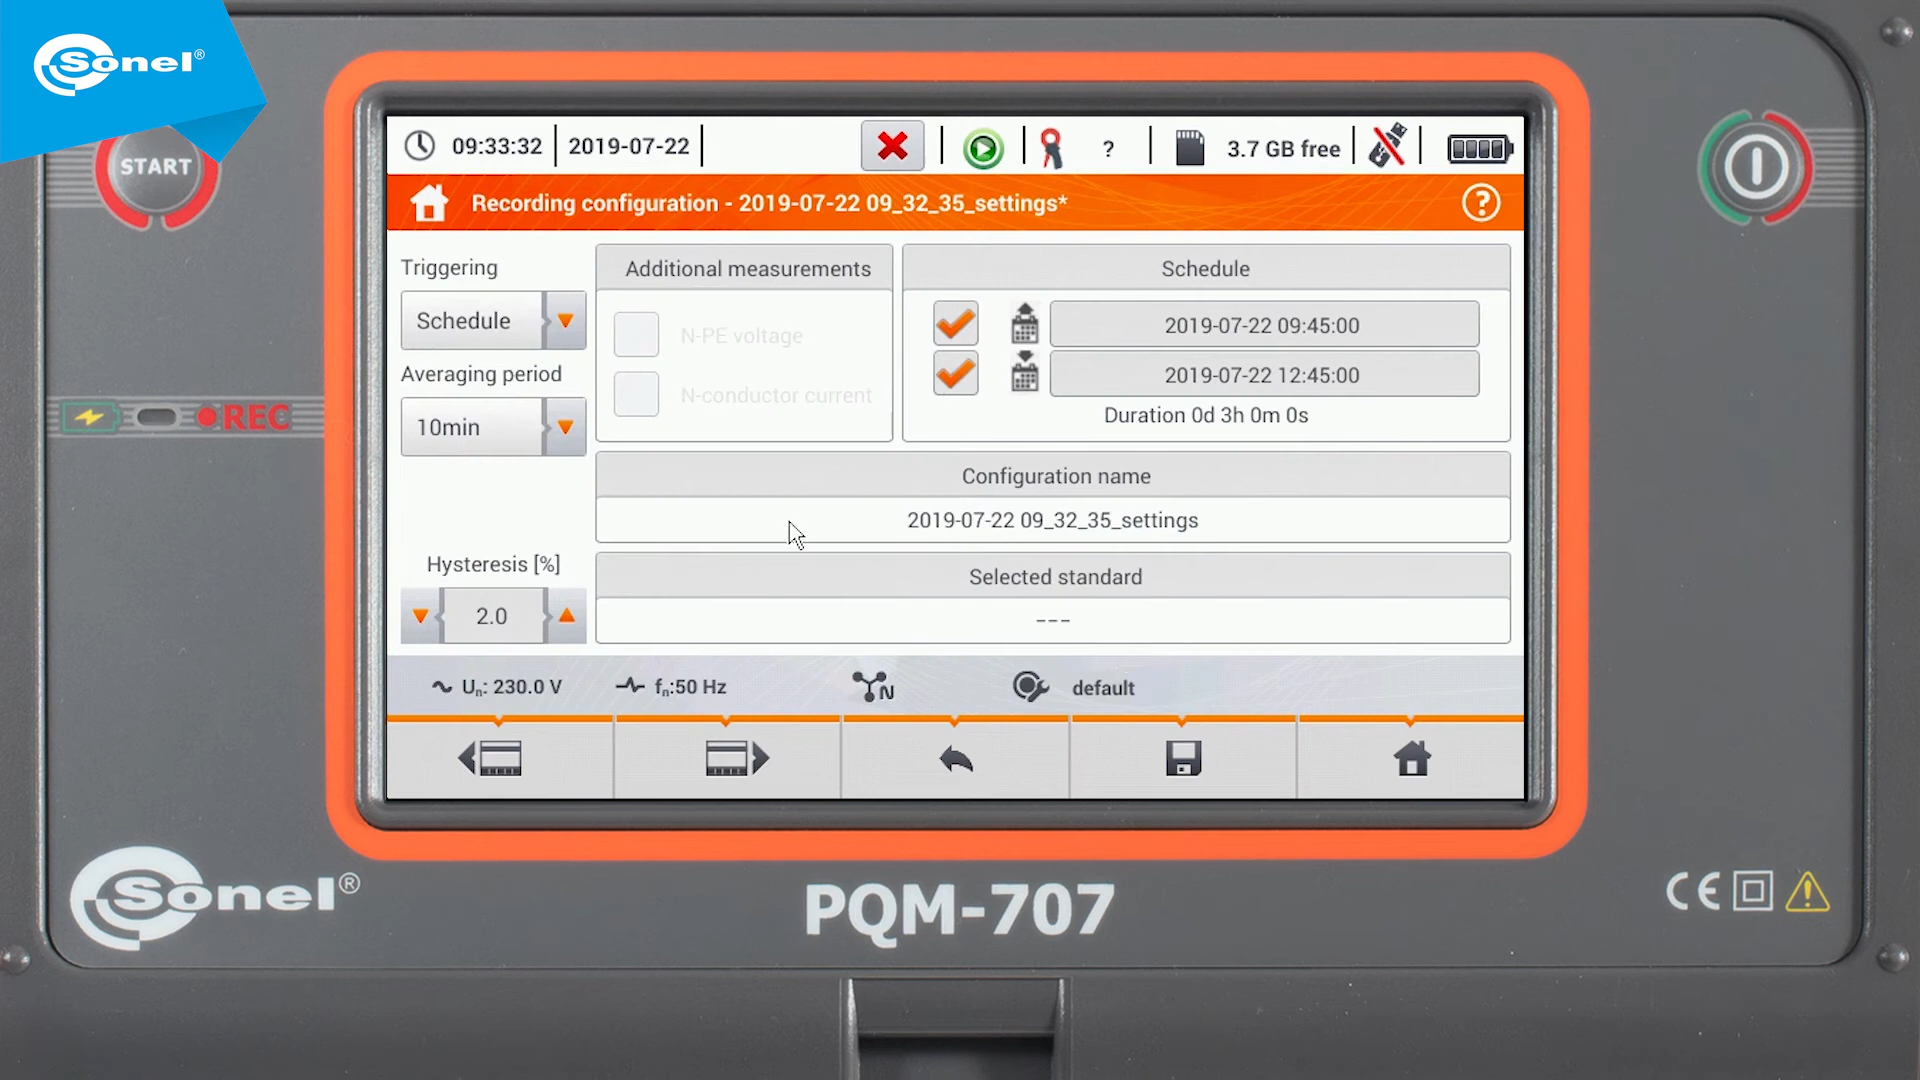 Sonel®
START
09:33:32 2019-07-22 ? 3.7 GB free
Recording configuration - 2019-07-22 09_32_35_settings* ?
Triggering
Schedule
Averaging period
10min
Hysteresis [%]
2.0
Additional measurements
N-PE voltage
N-conductor current
Schedule
2019-07-22 09:45:00
2019-07-22 12:45:00
Duration 0d 3h 0m 0s
Configuration name
2019-07-22 09_32_35_settings
Selected standard
---
Un: 230.0 V fn:50 Hz N default
REC
Sonel®
PQM-707
CE